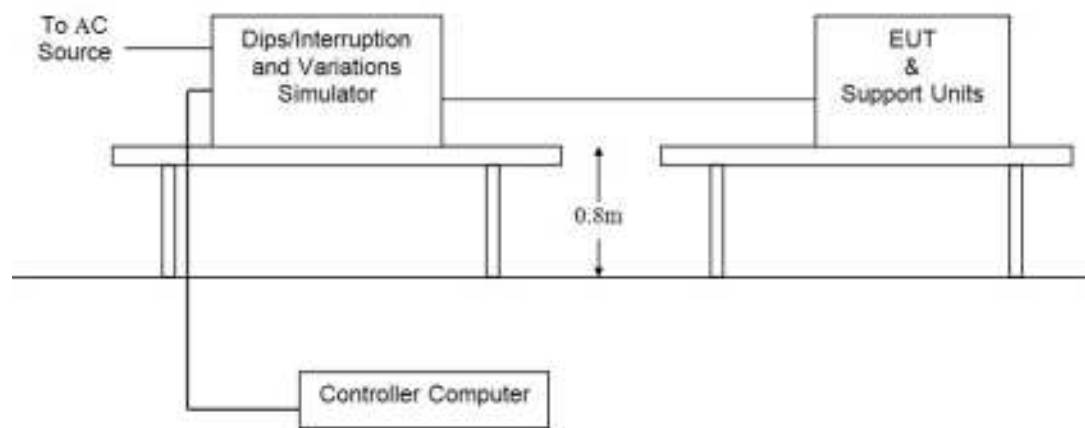 To AC
Source
Dips/Interruption
and Variations
Simulator
EUT
&
Support Units
0.8m
Controller Computer